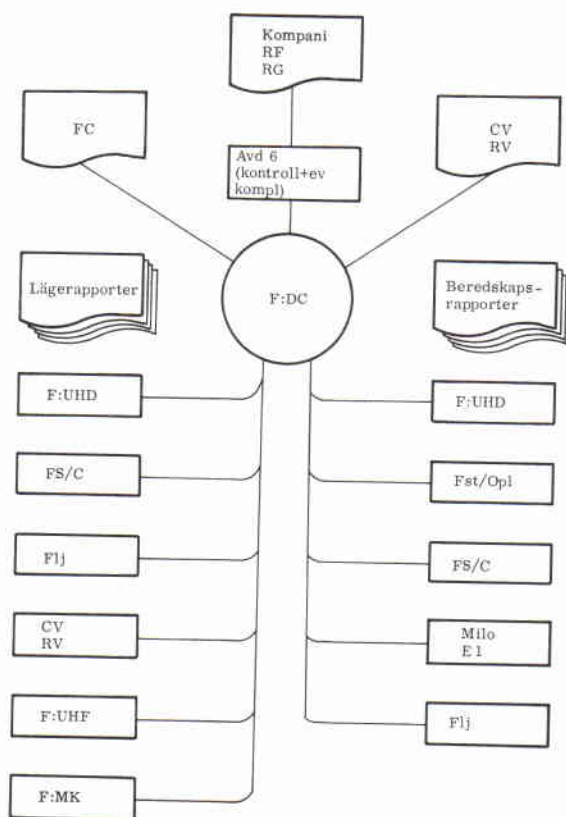 Kompani
RF
RG
FC
CV
RV
Avd 6
(kontroll+ev
kompl)
F:DC
Lägerapporter
Beredskaps-
rapporter
F:UHD
FS/C
Flj
CV
RV
F:UHF
F:MK
F:UHD
Fst/Opl
FS/C
Milo
E1
Flj